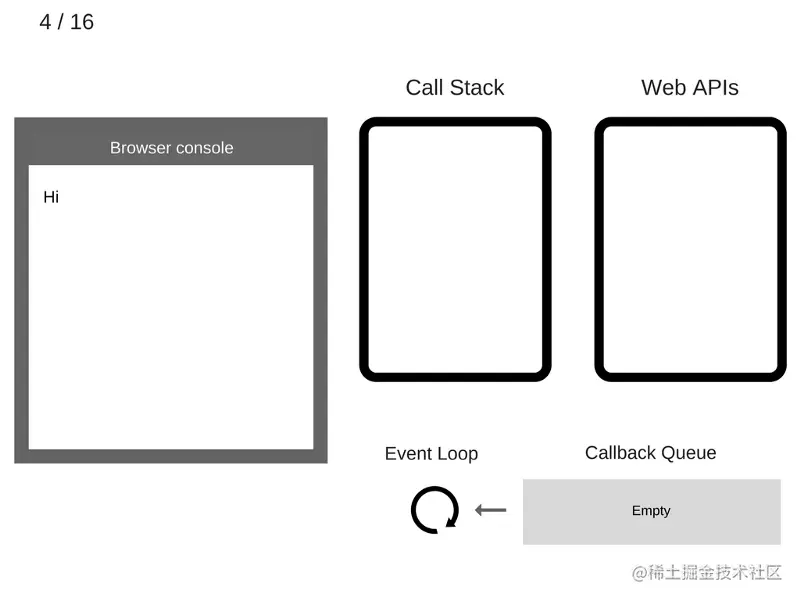 4 / 16
Call Stack
Web APIs
Browser console
Hi
Event Loop
Callback Queue
Empty
@稀土掘金技术社区